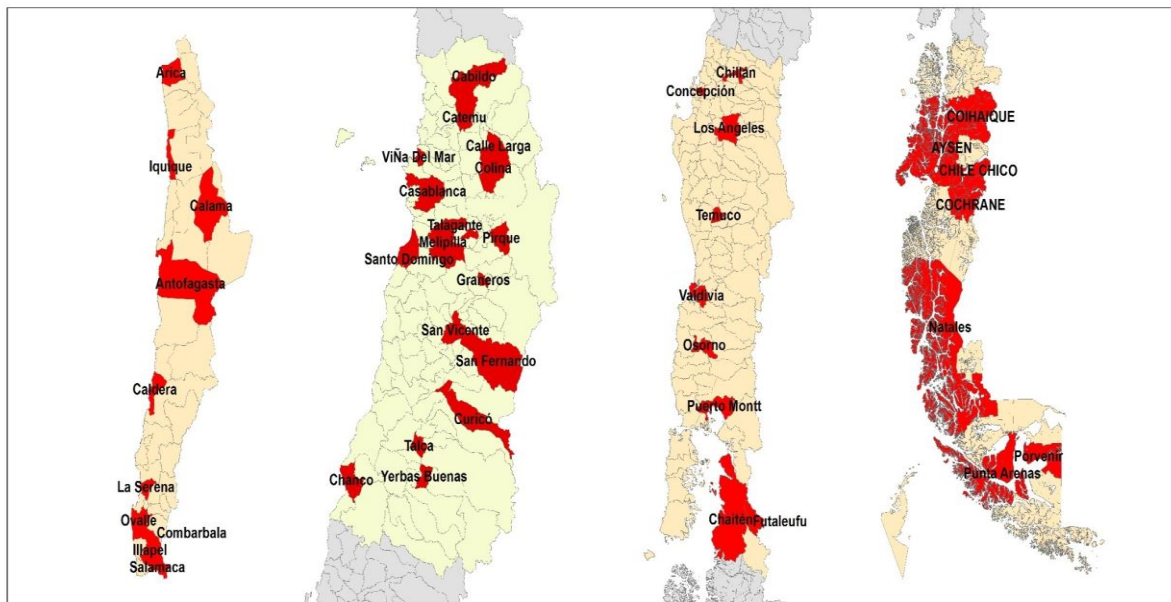 Arica
Iquique
Calama
Antofagasta
Caldera
La Serena
Ovalle
Combarbala
Illapel
Salamaca
Cabildo
Catemu
Calle Larga
ViÑa Del Mar
Colina
Casablanca
Talagante
Melipilla
Pirque
Santo Domingo
Graneros
San Vicente
San Fernando
Curicó
Talca
Yerbas Buenas
Chanco
Chillán
Concepción
Los Angeles
Temuco
Valdivia
Osorno
Puerto Montt
Chaitén
Futaleufu
COIHAIQUE
AYSEN
CHILE CHICO
COCHRANE
Natales
Porvenir
Punta Arenas